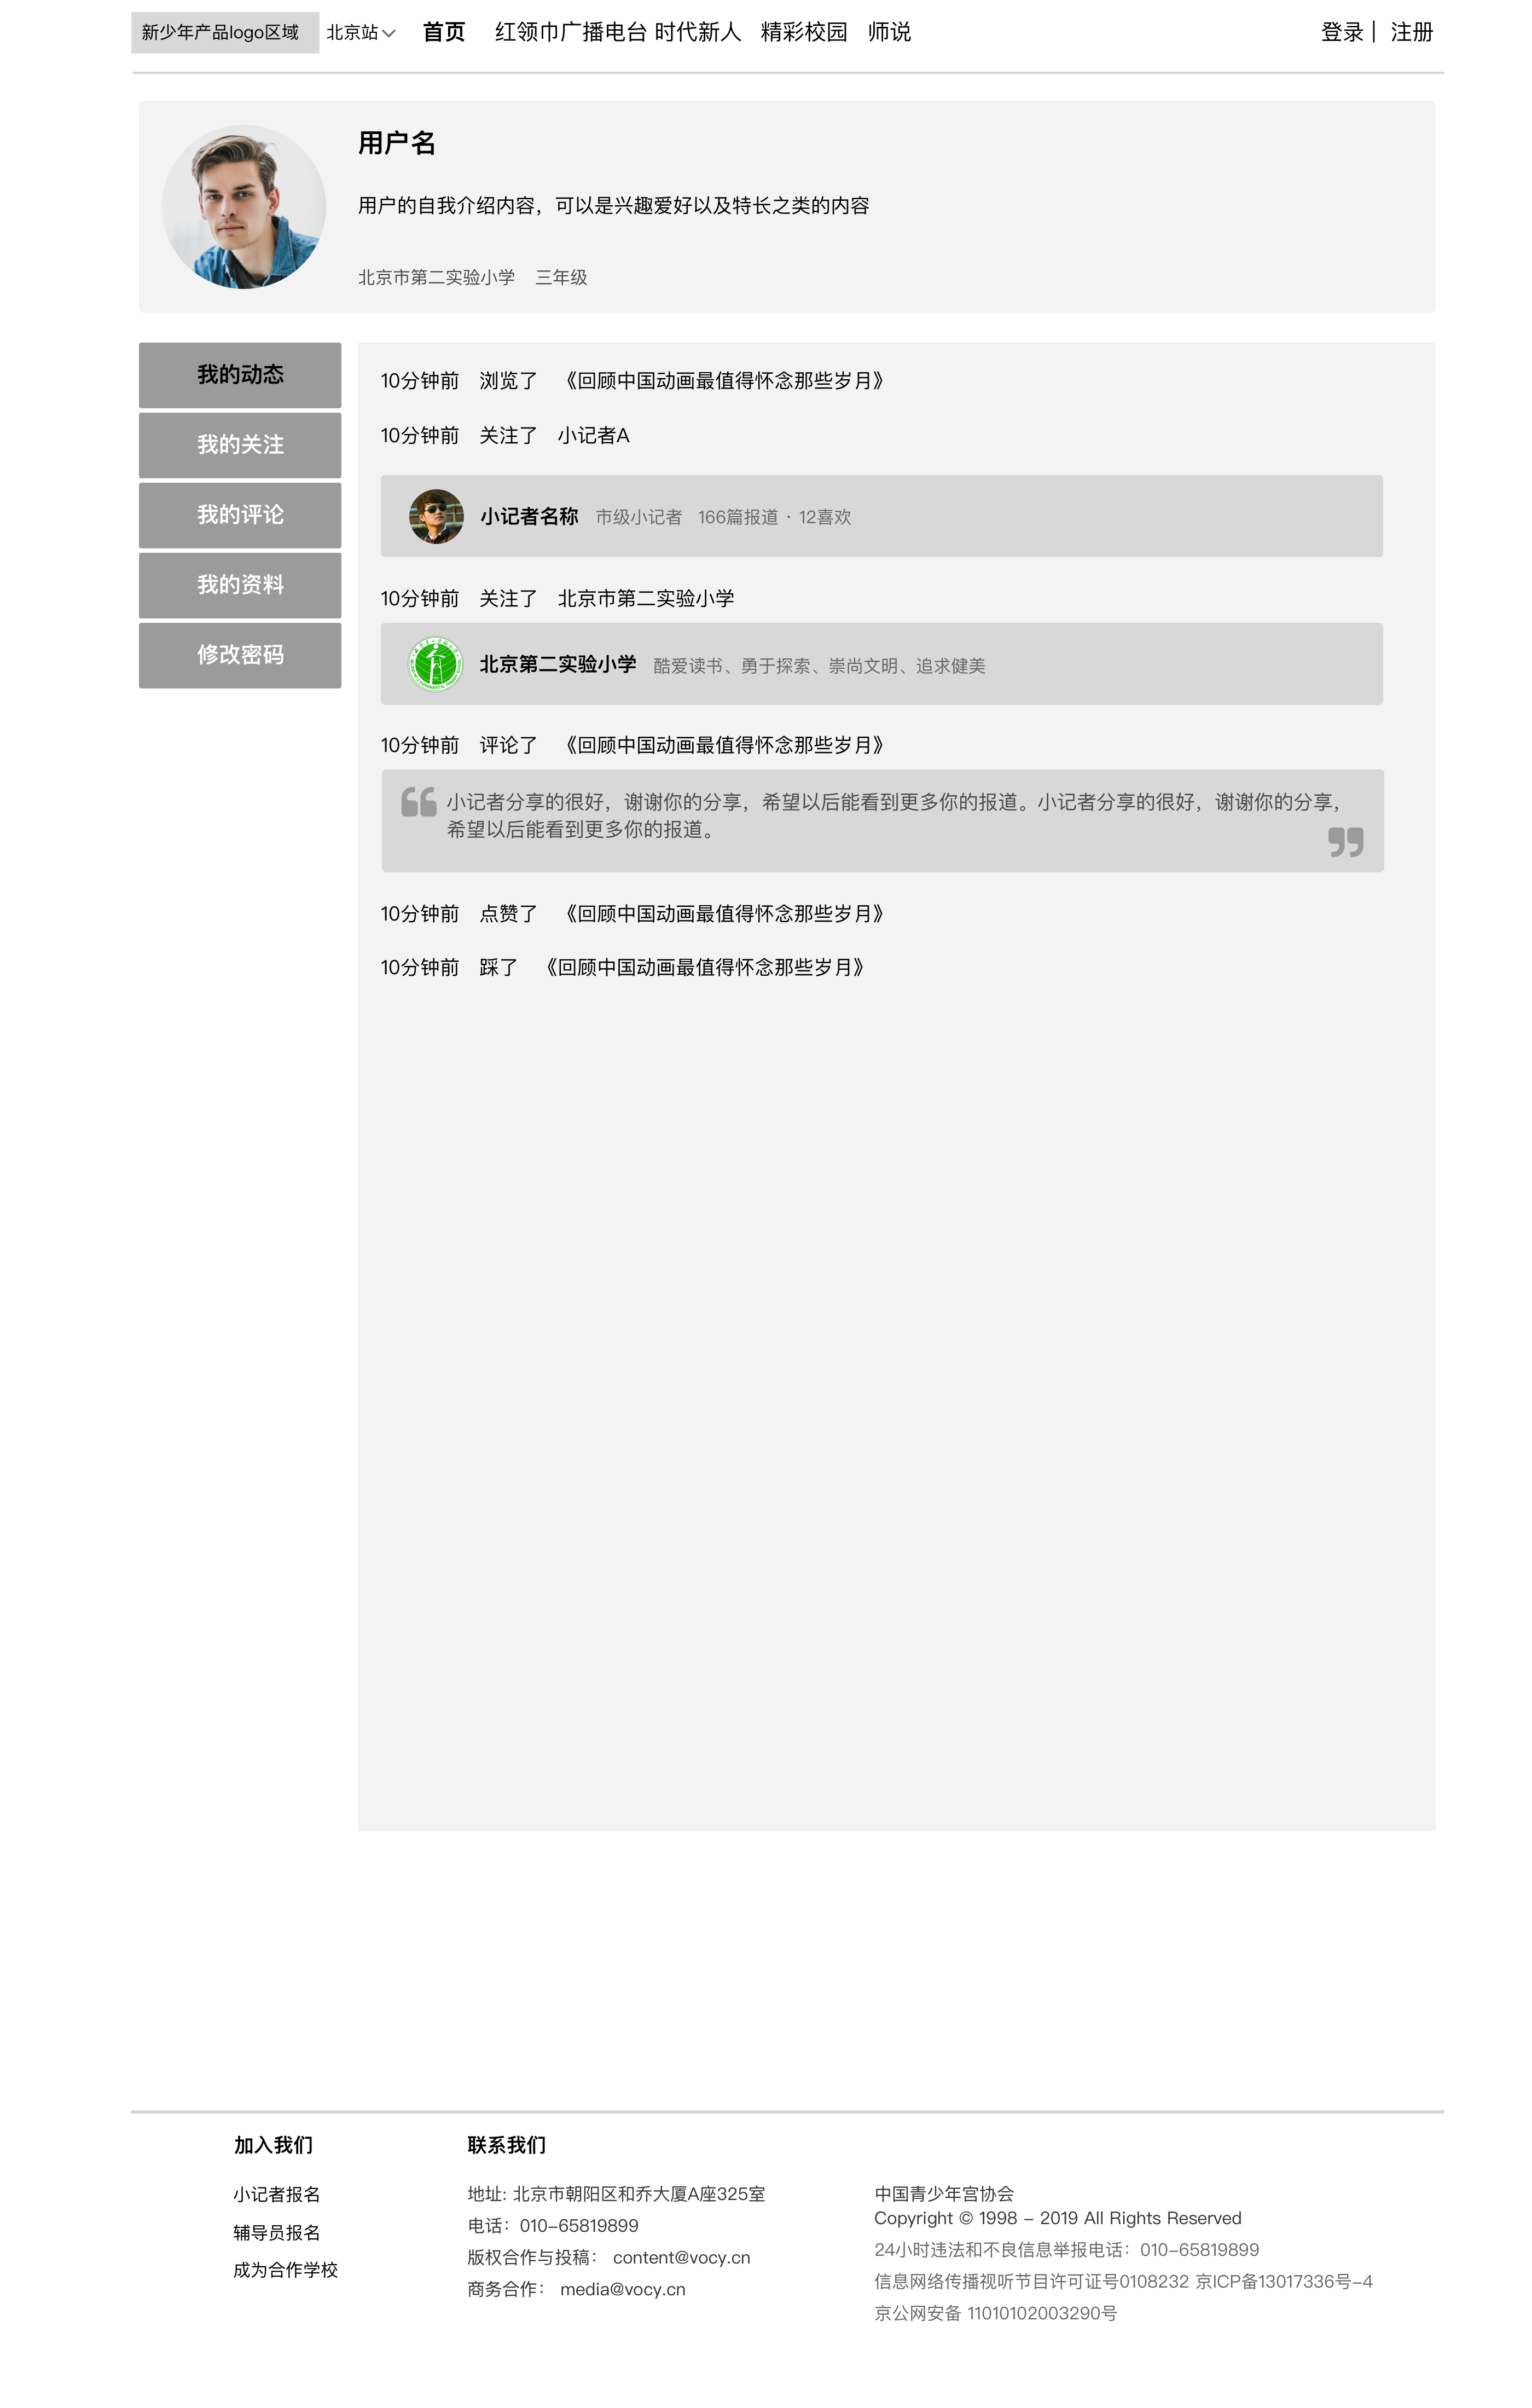 新少年产品logo区域 北京站 首页 红领巾广播电台 时代新人 精彩校园 师说 登录 | 注册
用户名
用户的自我介绍内容，可以是兴趣爱好以及特长之类的内容
北京市第二实验小学 三年级
我的动态
我的关注
我的评论
我的资料
修改密码
10分钟前 浏览了 《回顾中国动画最值得怀念那些岁月》
10分钟前 关注了 小记者A
小记者名称 市级小记者 166篇报道 · 12喜欢
10分钟前 关注了 北京市第二实验小学
北京第二实验小学 酷爱读书、勇于探索、崇尚文明、追求健美
10分钟前 评论了 《回顾中国动画最值得怀念那些岁月》
小记者分享的很好，谢谢你的分享，希望以后能看到更多你的报道。小记者分享的很好，谢谢你的分享，
希望以后能看到更多你的报道。
10分钟前 点赞了 《回顾中国动画最值得怀念那些岁月》
10分钟前 踩了 《回顾中国动画最值得怀念那些岁月》
加入我们
小记者报名
辅导员报名
成为合作学校
联系我们
地址: 北京市朝阳区和乔大厦A座325室
电话：010-65819899
版权合作与投稿： content@vocy.cn
商务合作： media@vocy.cn
中国青少年宫协会
Copyright © 1998 - 2019 All Rights Reserved
24小时违法和不良信息举报电话：010-65819899
信息网络传播视听节目许可证号0108232 京ICP备13017336号-4
京公网安备 11010102003290号